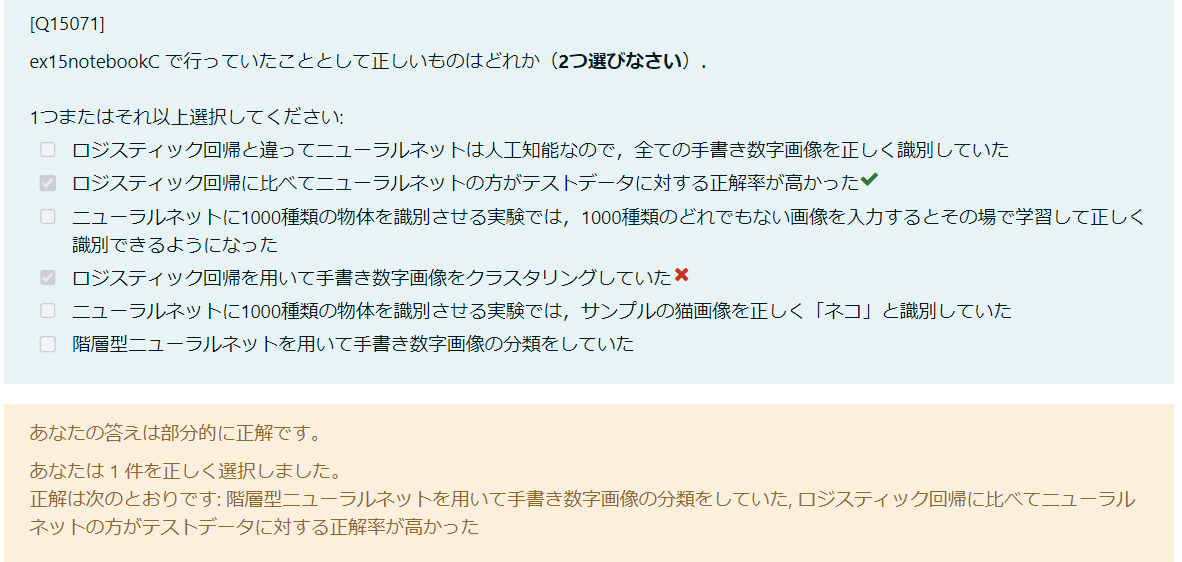 [Q15071]
ex15notebookC で行っていたこととして正しいものはどれか（2つ選びなさい）.
1つまたはそれ以上選択してください:
ロジスティック回帰と違ってニューラルネットは人工知能なので，全ての手書き数字画像を正しく識別していた
ロジスティック回帰に比べてニューラルネットの方がテストデータに対する正解率が高かった
ニューラルネットに1000種類の物体を識別させる実験では，1000種類のどれでもない画像を入力するとその場で学習して正しく
識別できるようになった
ロジスティック回帰を用いて手書き数字画像をクラスタリングしていた
ニューラルネットに1000種類の物体を識別させる実験では，サンプルの猫画像を正しく「ネコ」と識別していた
階層型ニューラルネットを用いて手書き数字画像の分類をしていた
あなたの答えは部分的に正解です。
あなたは 1 件を正しく選択しました。
正解は次のとおりです: 階層型ニューラルネットを用いて手書き数字画像の分類をしていた, ロジスティック回帰に比べてニューラル
ネットの方がテストデータに対する正解率が高かった